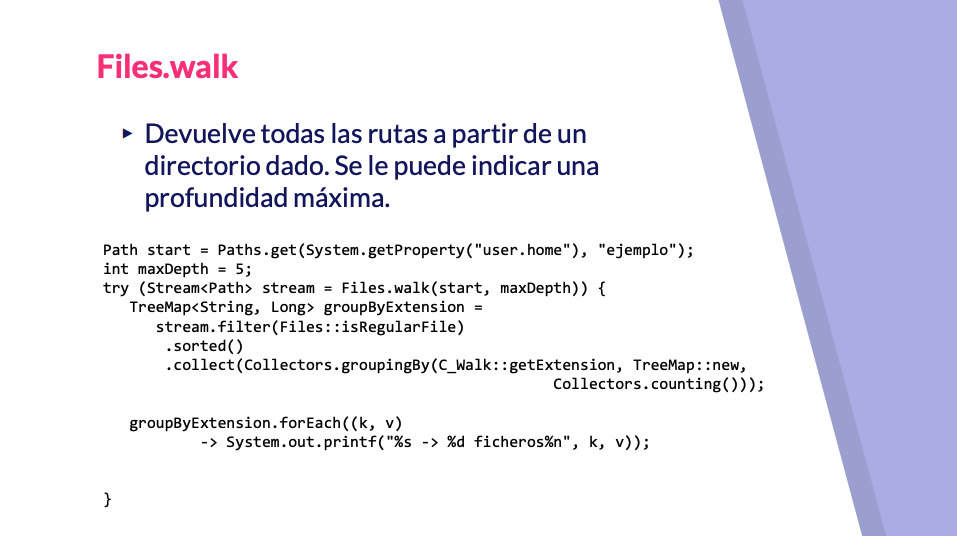 Files.walk
▸ Devuelve todas las rutas a partir de un
directorio dado. Se le puede indicar una
profundidad máxima.
Path start = Paths.get(System.getProperty("user.home"), "ejemplo");
int maxDepth = 5;
try (Stream<Path> stream = Files.walk(start, maxDepth)) {
   TreeMap<String, Long> groupByExtension =
      stream.filter(Files::isRegularFile)
       .sorted()
       .collect(Collectors.groupingBy(C_Walk::getExtension, TreeMap::new,
                                                   Collectors.counting()));
   groupByExtension.forEach((k, v)
           -> System.out.printf("%s -> %d ficheros%n", k, v));
}